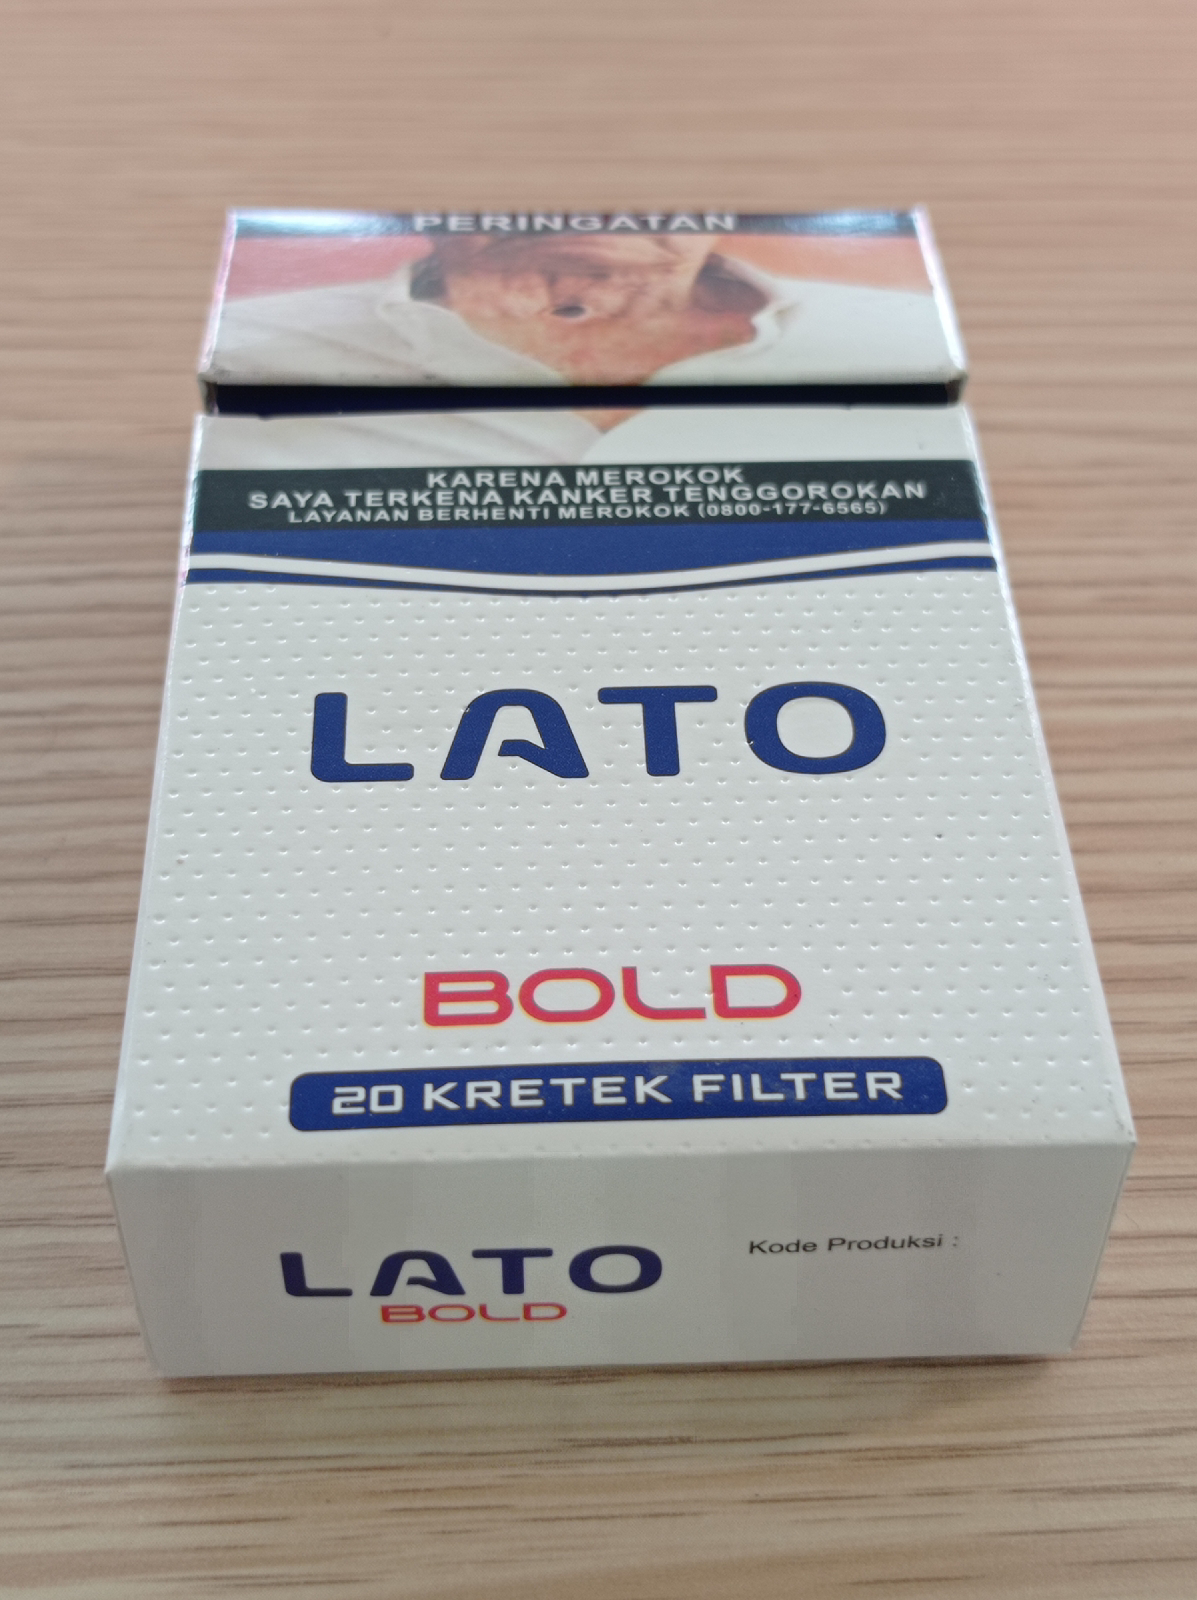 PERINGATAN
KARENA MEROKOK
SAYA TERKENA KANKER TENGGOROKAN
LAYANAN BERHENTI MEROKOK (0800-177-6565)
LATO
BOLD
20 KRETEK FILTER
LATO
BOLD
Kode Produksi :